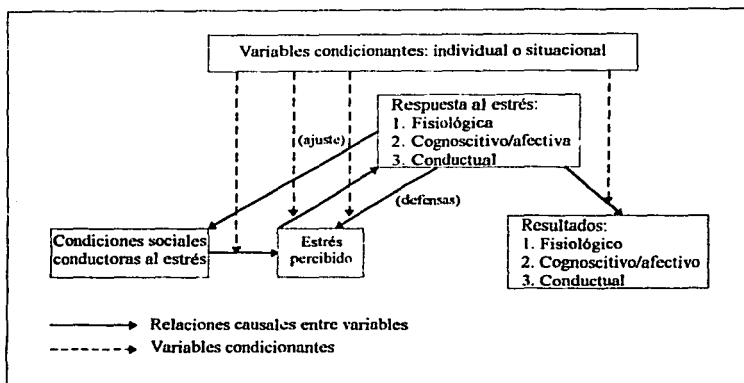 Variables condicionantes: individual o situacional
Respuesta al estrés:
1. Fisiológica
2. Cognoscitivo/afectiva
3. Conductual
(ajuste)
(defensas)
Condiciones sociales
conductoras al estrés
Estrés
percibido
Resultados:
1. Fisiológico
2. Cognoscitivo/afectivo
3. Conductual
Relaciones causales entre variables
Variables condicionantes